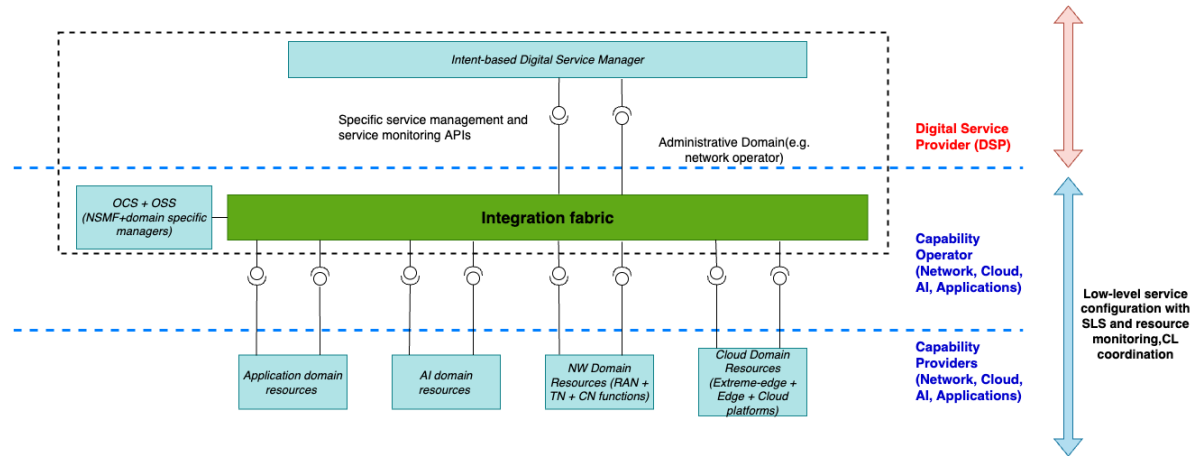 Intent-based Digital Service Manager
Specific service management and
service monitoring APIs
Administrative Domain(e.g.
network operator)
Digital Service
Provider (DSP)
OCS + OSS
(NSMF+domain specific
managers)
Integration fabric
Capability
Operator
(Network, Cloud,
AI, Applications)
Low-level service
configuration with
SLS and resource
monitoring,CL
coordination
Application domain
resources
AI domain
resources
NW Domain
Resources (RAN +
TN + CN functions)
Cloud Domain
Resources
(Extreme-edge +
Edge + Cloud
platforms)
Capability
Providers
(Network, Cloud,
AI, Applications)